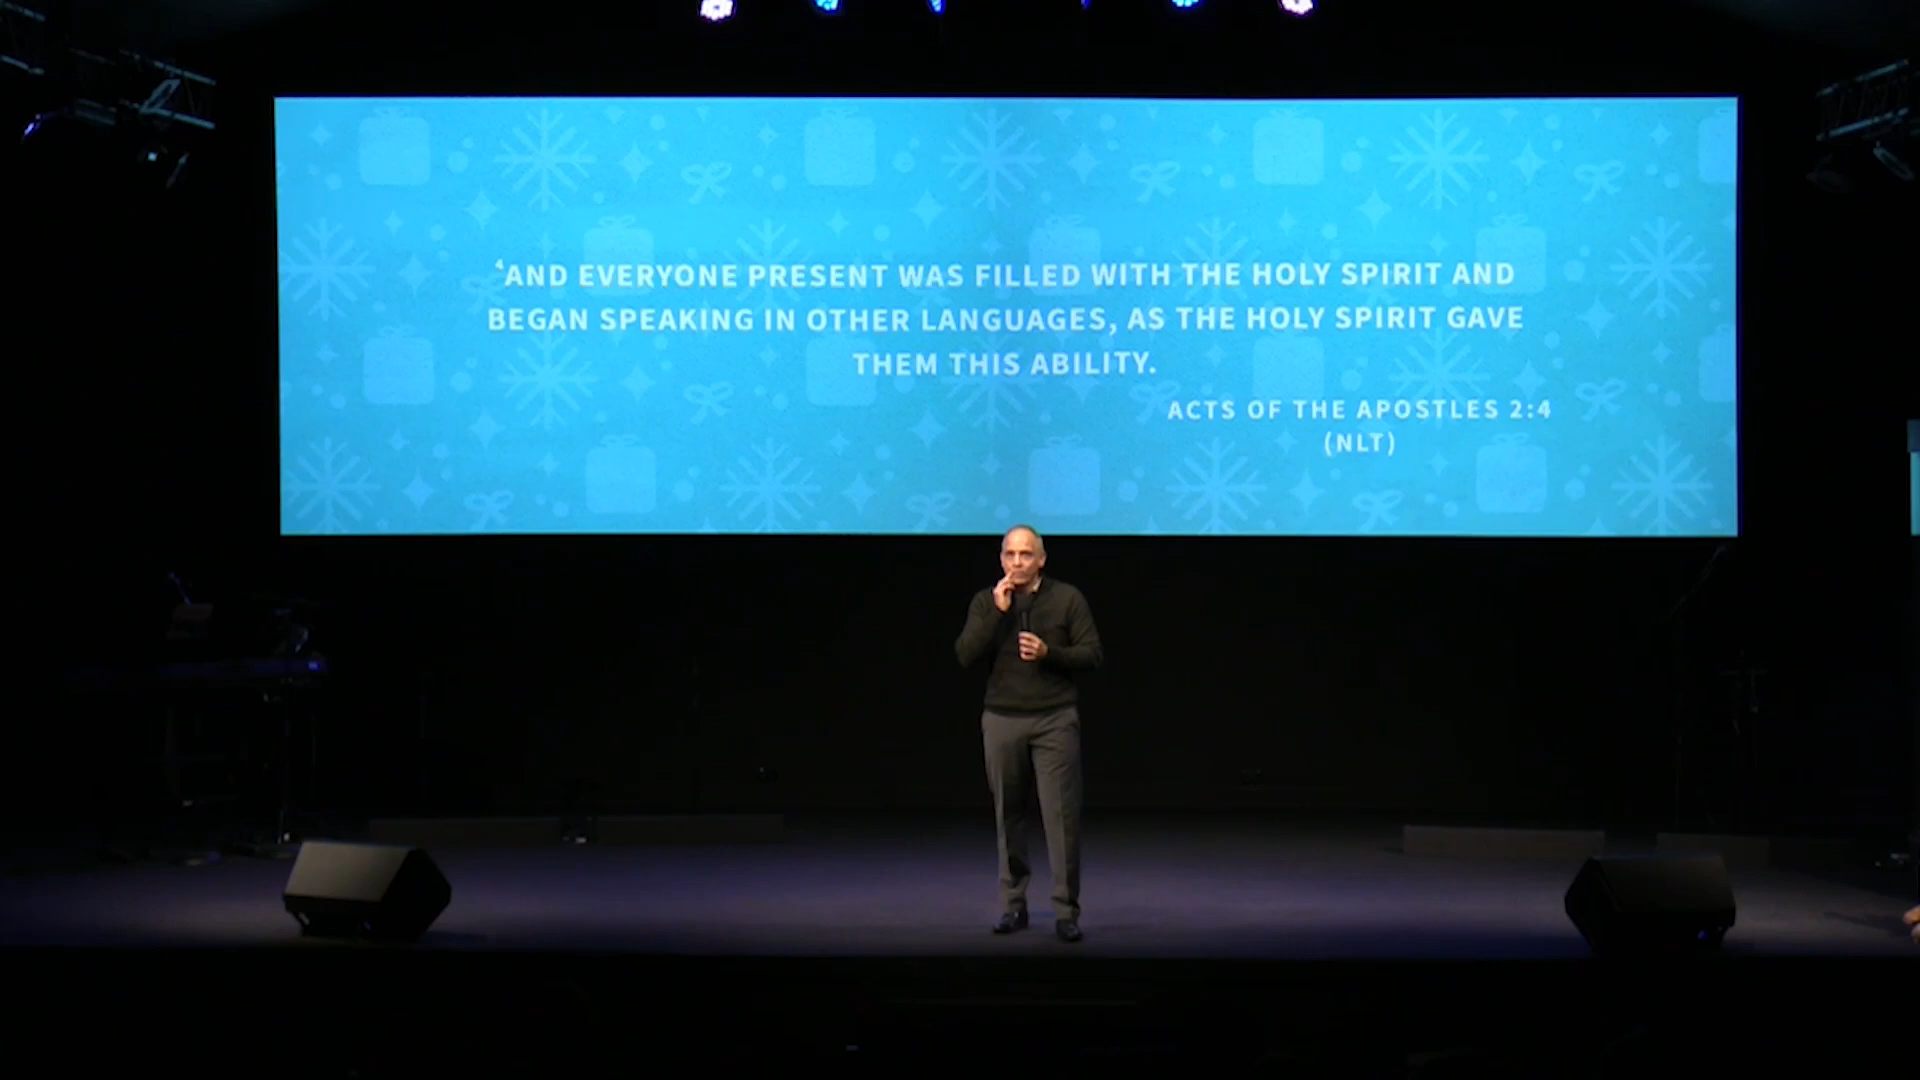 ⁴AND EVERYONE PRESENT WAS FILLED WITH THE HOLY SPIRIT AND
BEGAN SPEAKING IN OTHER LANGUAGES, AS THE HOLY SPIRIT GAVE
THEM THIS ABILITY.
ACTS OF THE APOSTLES 2:4
(NLT)